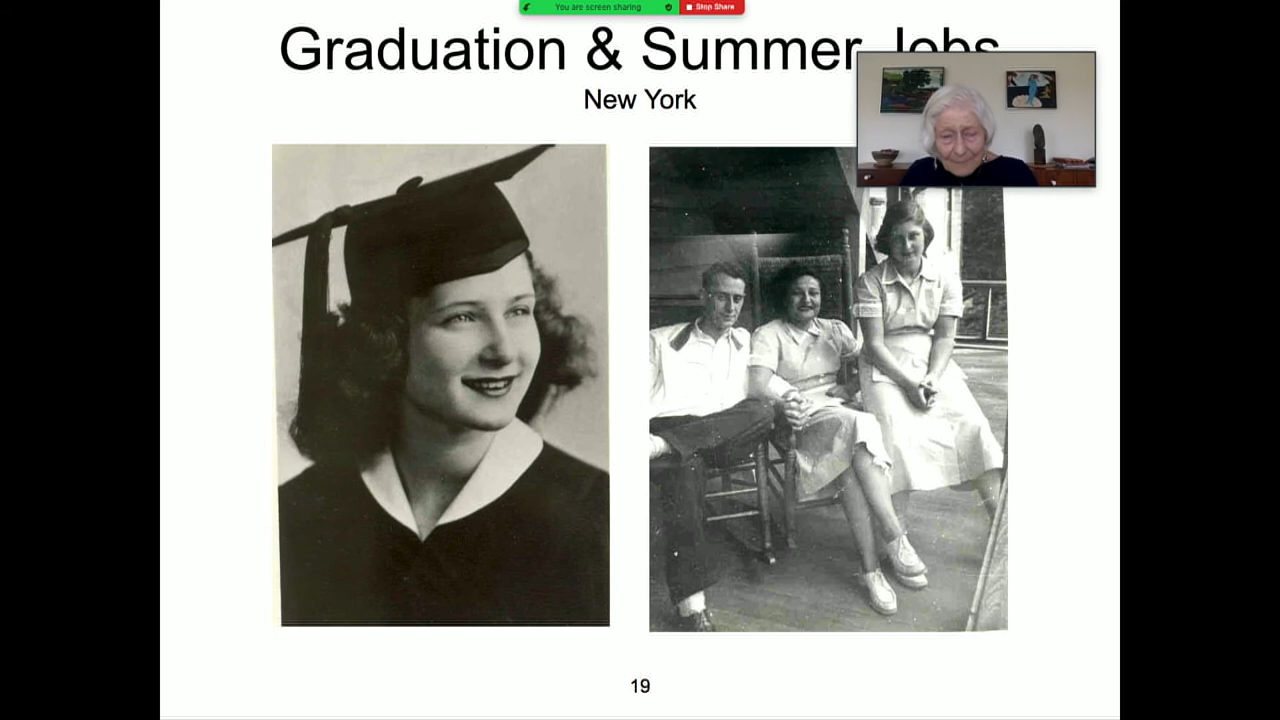 You are screen sharing
Stop Share
Graduation & Summer Jobs
New York
19